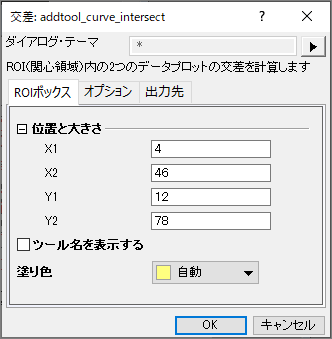 交差: addtool_curve_intersect
ダイアログ・テーマ *
ROI(関心領域)内の2つのデータプロットの交差を計算します
ROIボックス オプション 出力先
位置と大きさ
X1 4
X2 46
Y1 12
Y2 78
ツール名を表示する
塗り色 自動
OK キャンセル